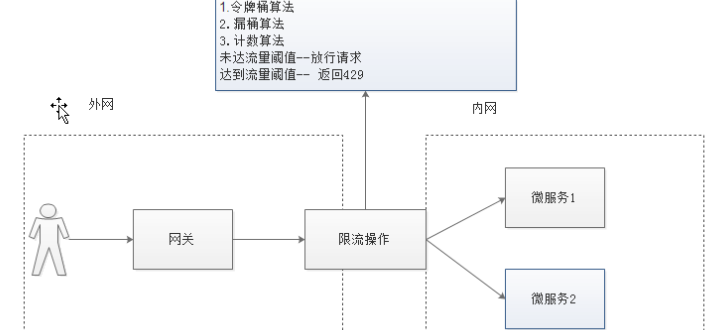 1.令牌桶算法
2.漏桶算法
3.计数算法
未达流量阈值--放行请求
达到流量阈值-- 返回429
外网
内网
网关
限流操作
微服务1
微服务2